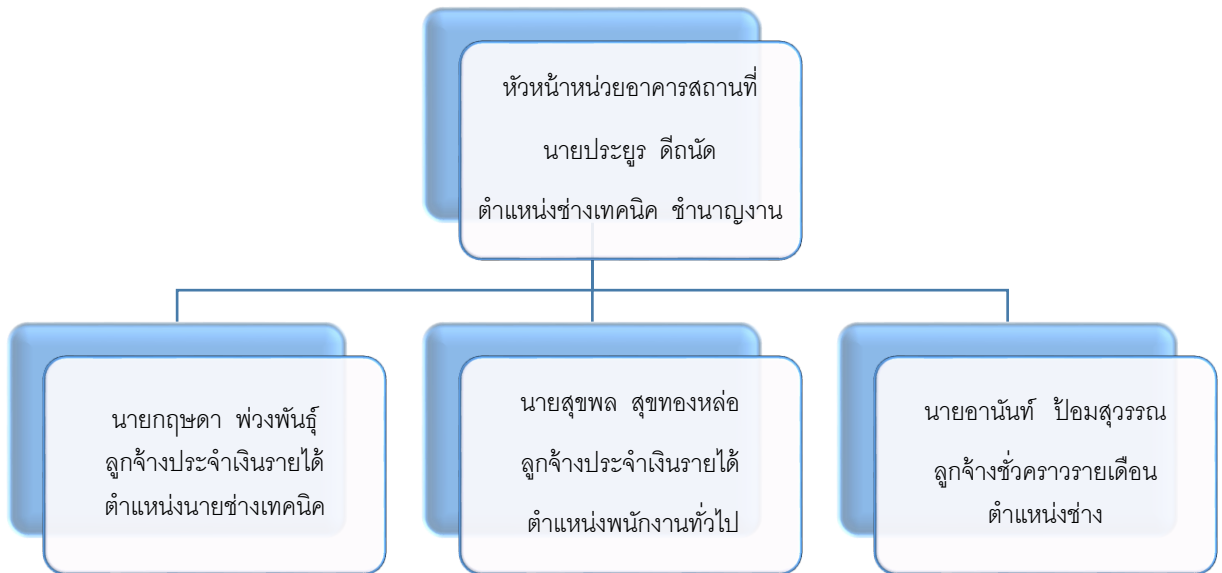 หัวหน้าหน่วยอาคารสถานที่
นายประยูร ดีถนัด
ตำแหน่งช่างเทคนิค ชำนาญงาน
นายกฤษดา พ่วงพันธุ์
ลูกจ้างประจำเงินรายได้
ตำแหน่งนายช่างเทคนิค
นายสุขพล สุขทองหล่อ
ลูกจ้างประจำเงินรายได้
ตำแหน่งพนักงานทั่วไป
นายอานันท์ ป้อมสุวรรณ
ลูกจ้างชั่วคราวรายเดือน
ตำแหน่งช่าง